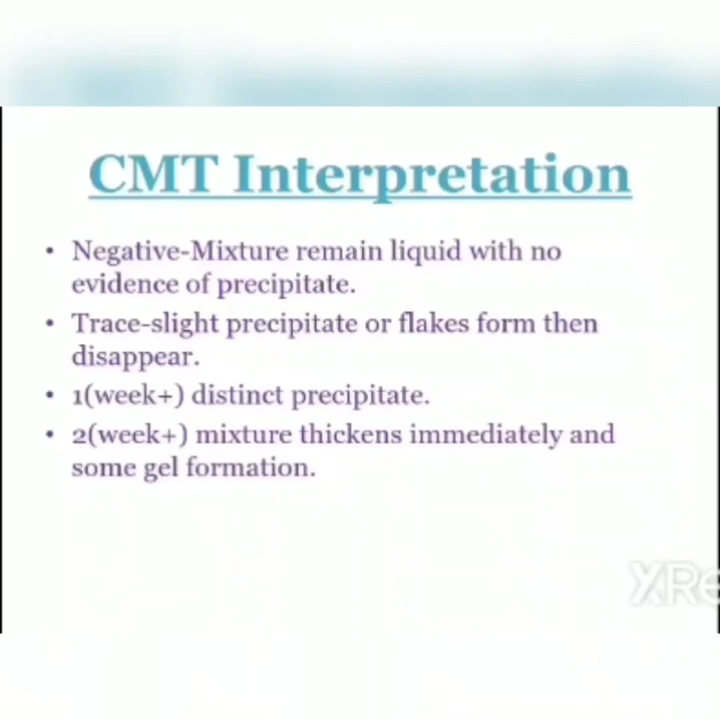 CMT Interpretation
• Negative-Mixture remain liquid with no
evidence of precipitate.
• Trace-slight precipitate or flakes form then
disappear.
• 1(week+) distinct precipitate.
• 2(week+) mixture thickens immediately and
some gel formation.
XRe